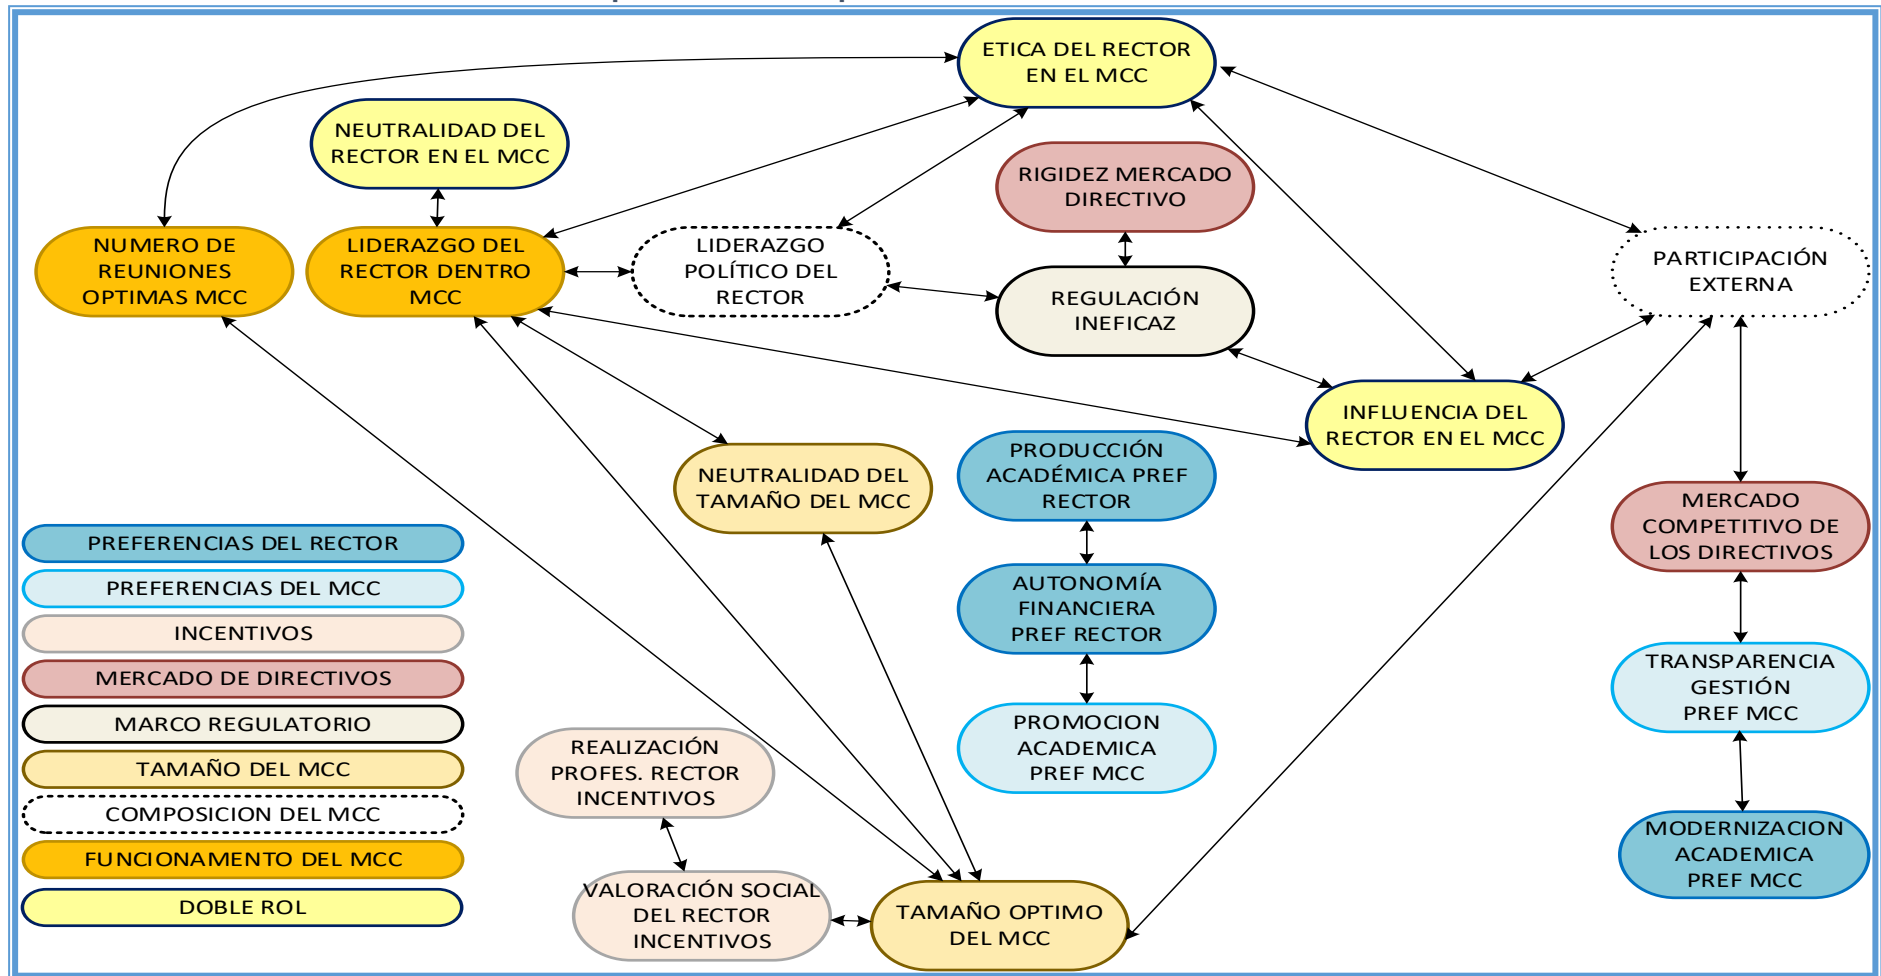 ETICA DEL RECTOR
EN EL MCC
NEUTRALIDAD DEL
RECTOR EN EL MCC
RIGIDEZ MERCADO
DIRECTIVO
NUMERO DE
REUNIONES
OPTIMAS MCC
LIDERAZGO DEL
RECTOR DENTRO
MCC
LIDERAZGO
POLÍTICO DEL
RECTOR
REGULACIÓN
INEFICAZ
PARTICIPACIÓN
EXTERNA
INFLUENCIA DEL
RECTOR EN EL MCC
NEUTRALIDAD DEL
TAMAÑO DEL MCC
PRODUCCIÓN
ACADÉMICA PREF
RECTOR
MERCADO
COMPETITIVO DE
LOS DIRECTIVOS
AUTONOMÍA
FINANCIERA
PREF RECTOR
TRANSPARENCIA
GESTIÓN
PREF MCC
PROMOCION
ACADEMICA
PREF MCC
REALIZACIÓN
PROFES. RECTOR
INCENTIVOS
MODERNIZACION
ACADEMICA
PREF MCC
VALORACIÓN SOCIAL
DEL RECTOR
INCENTIVOS
TAMAÑO OPTIMO
DEL MCC
PREFERENCIAS DEL RECTOR
PREFERENCIAS DEL MCC
INCENTIVOS
MERCADO DE DIRECTIVOS
MARCO REGULATORIO
TAMAÑO DEL MCC
COMPOSICION DEL MCC
FUNCIONAMENTO DEL MCC
DOBLE ROL